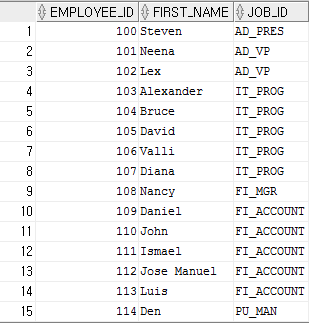 EMPLOYEE_ID FIRST_NAME JOB_ID
1 100 Steven AD_PRES
2 101 Neena AD_VP
3 102 Lex AD_VP
4 103 Alexander IT_PROG
5 104 Bruce IT_PROG
6 105 David IT_PROG
7 106 Valli IT_PROG
8 107 Diana IT_PROG
9 108 Nancy FI_MGR
10 109 Daniel FI_ACCOUNT
11 110 John FI_ACCOUNT
12 111 Ismael FI_ACCOUNT
13 112 Jose Manuel FI_ACCOUNT
14 113 Luis FI_ACCOUNT
15 114 Den PU_MAN